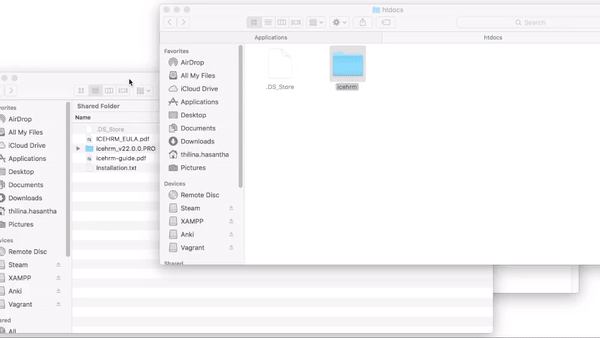 htdocs
Search
Applications
htdocs
Favorites
AirDrop
All My Files
iCloud Drive
Applications
Desktop
Documents
Downloads
thilina.hasantha
Pictures
Devices
Remote Disc
Steam
XAMPP
Anki
Vagrant
.DS_Store
icehrm
Shared Folder
Name
.DS_Store
ICEHRM_EULA.pdf
icehrm_v22.0.0.PRO
icehrm-guide.pdf
Installation.txt
vorites
AirDrop
All My Files
iCloud Drive
Applications
Desktop
Documents
Downloads
thilina.hasantha
Pictures
vices
Remote Disc
Steam
XAMPP
Anki
Vagrant
ared
All